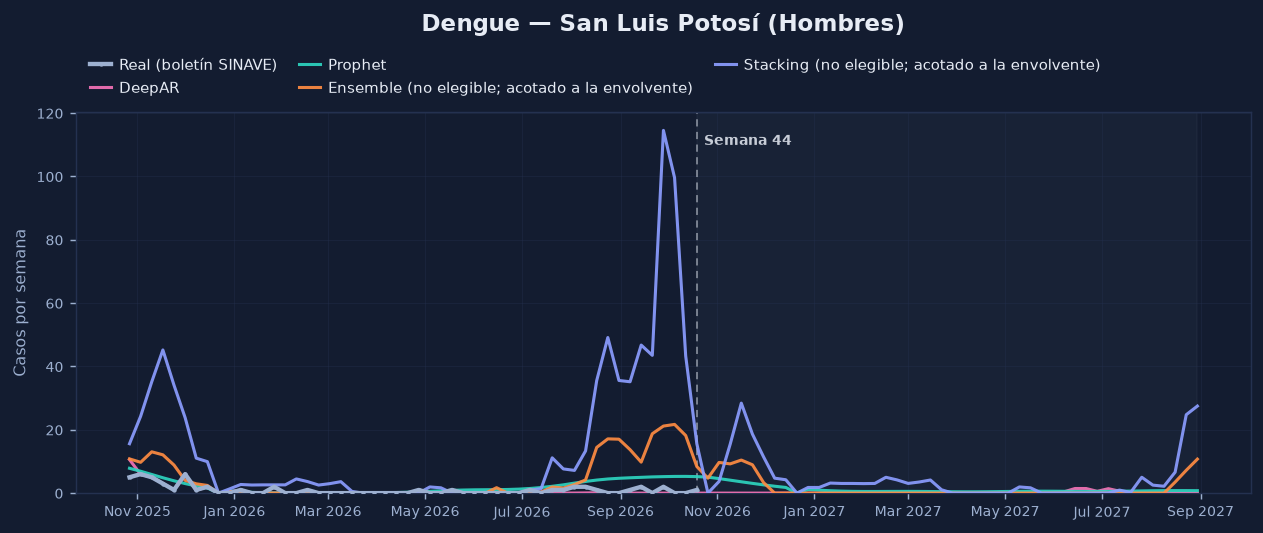 Dengue — San Luis Potosí (Hombres)
Real (boletín SINAVE)
Prophet
Stacking (no elegible; acotado a la envolvente)
DeepAR
Ensemble (no elegible; acotado a la envolvente)
Casos por semana
120
100
80
60
40
20
0
Semana 44
Nov 2025
Jan 2026
Mar 2026
May 2026
Jul 2026
Sep 2026
Nov 2026
Jan 2027
Mar 2027
May 2027
Jul 2027
Sep 2027